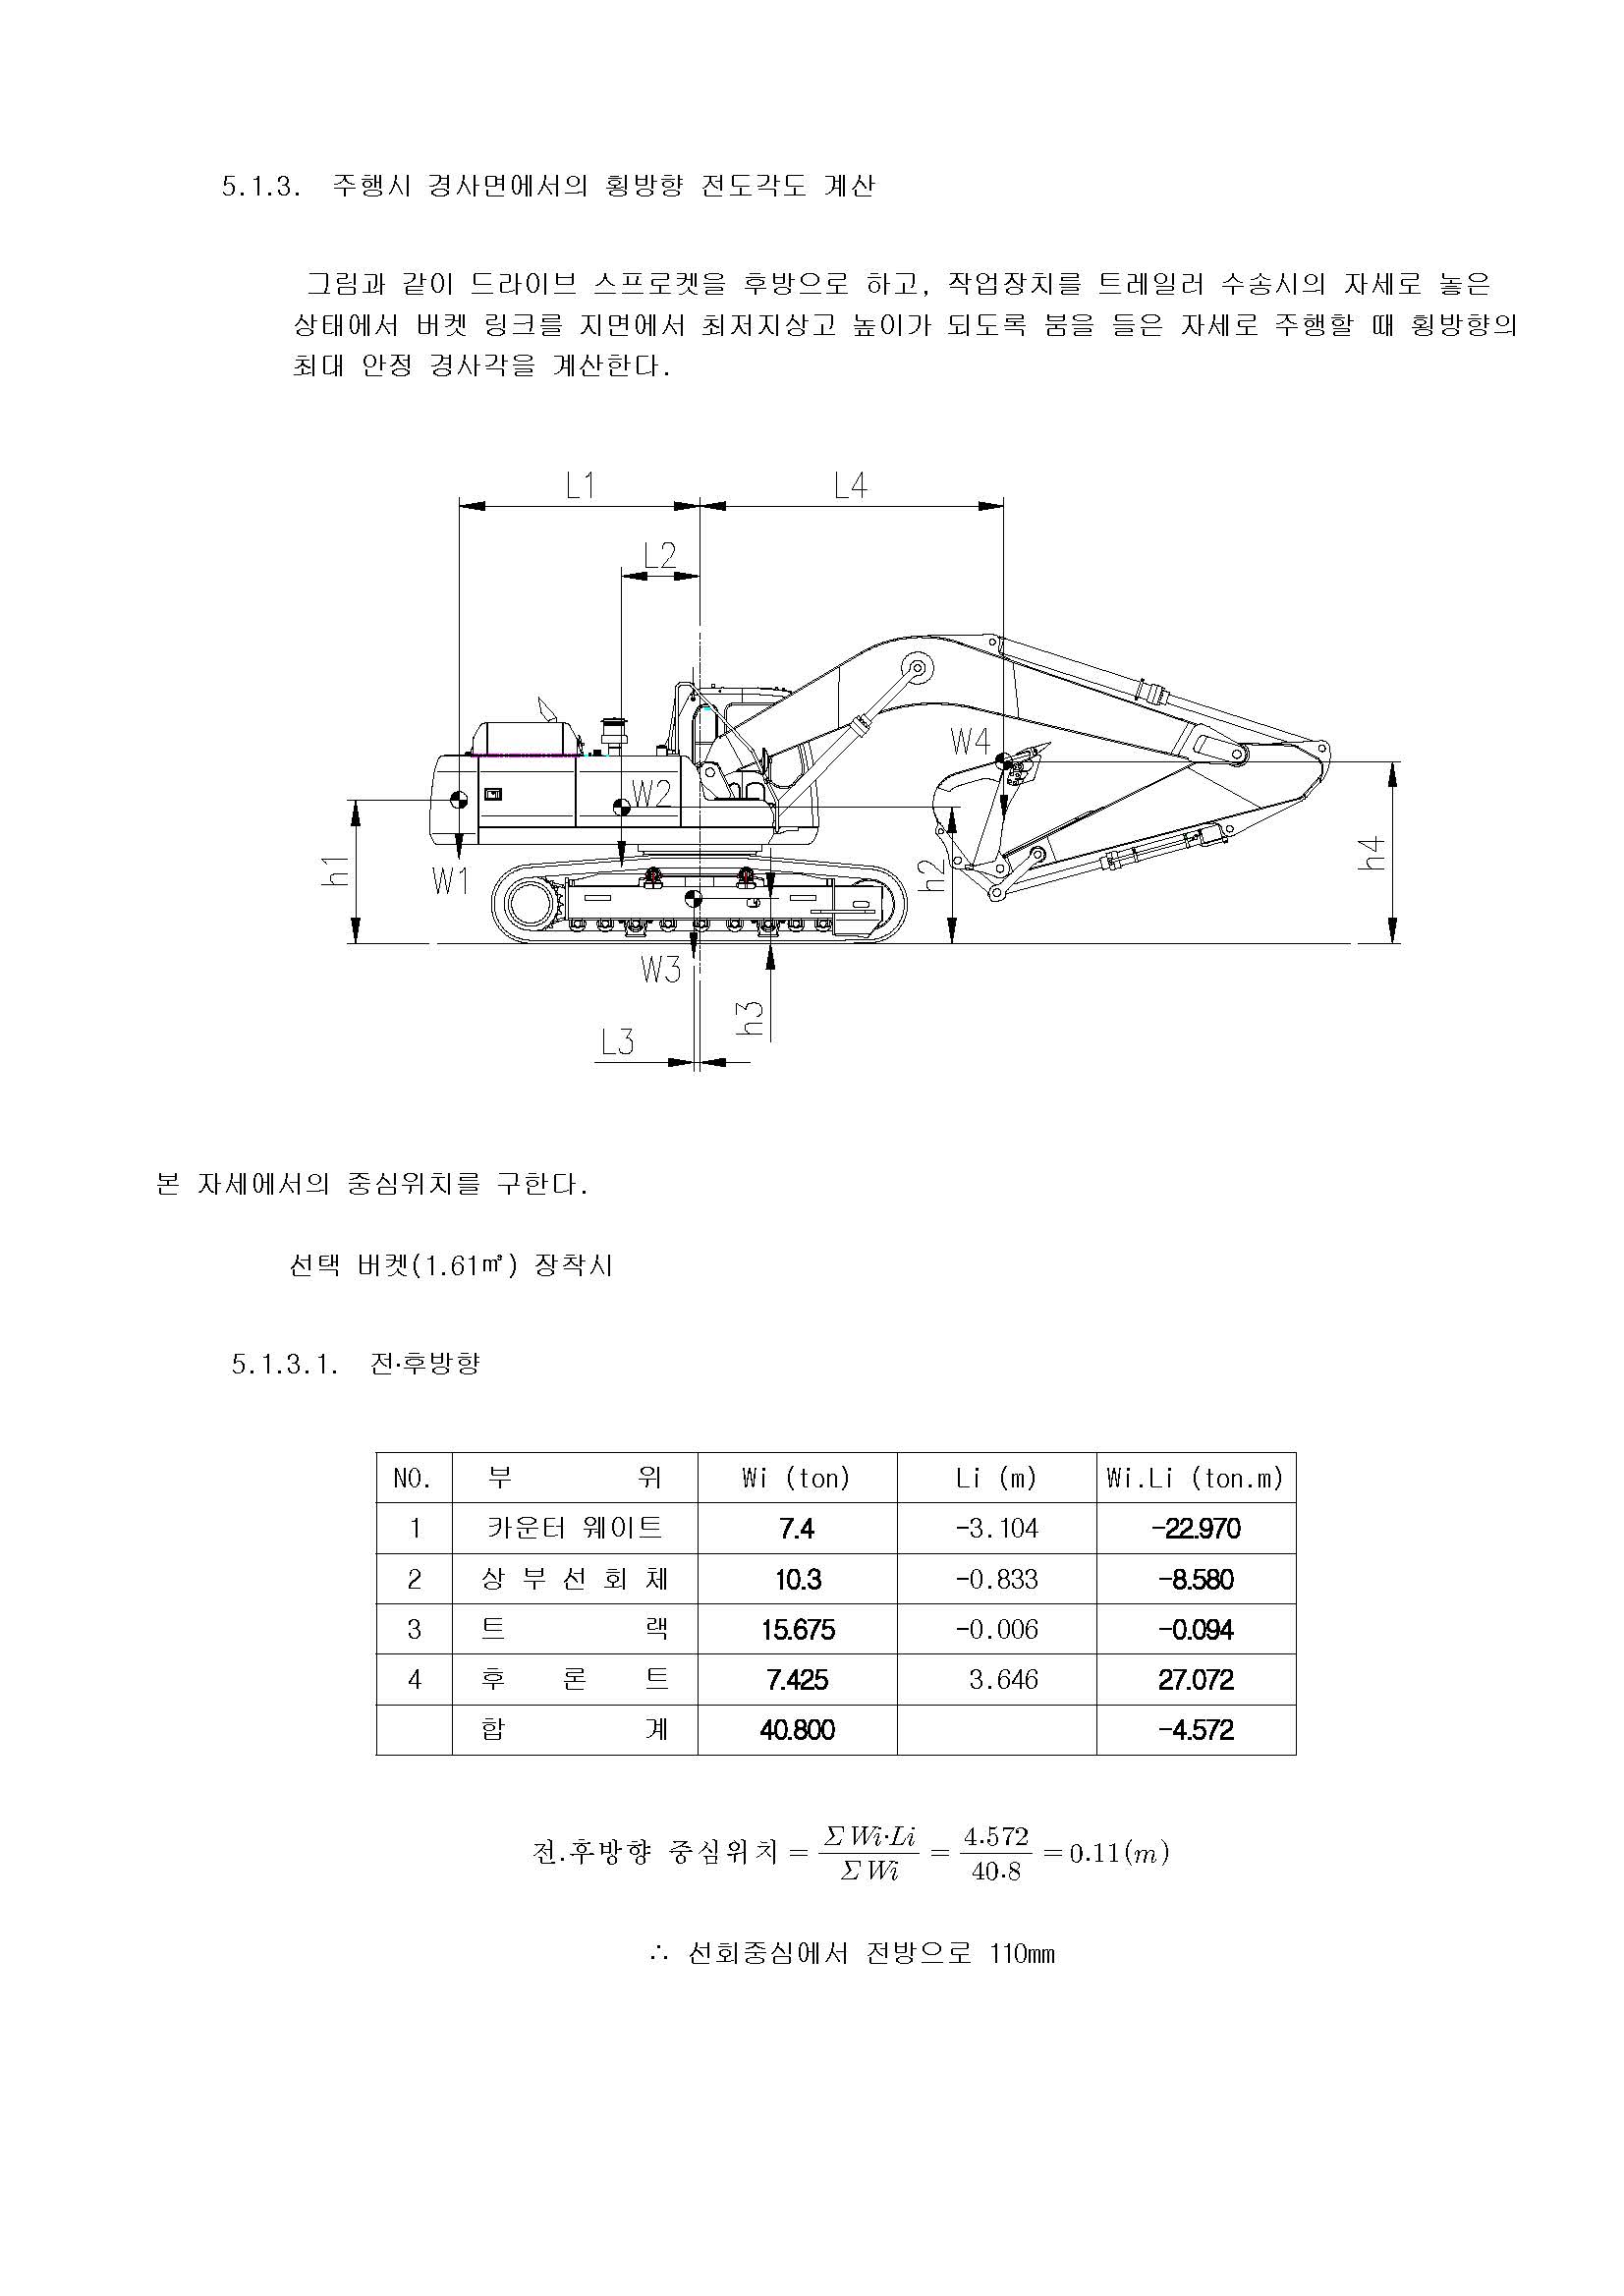 5.1.3. 주행시 경사면에서의 횡방향 전도각도 계산
그림과 같이 드라이브 스프로켓을 후방으로 하고, 작업장치를 트레일러 수송시의 자세로 놓은
상태에서 버켓 링크를 지면에서 최저지상고 높이가 되도록 붐을 들은 자세로 주행할 때 횡방향의
최대 안정 경사각을 계산한다.
L1
L4
L2
W4
W2
h1
W1
h2
h4
W3
h3
L3
본 자세에서의 중심위치를 구한다.
선택 버켓(1.61㎥) 장착시
5.1.3.1. 전·후방향
NO. 부 위 Wi (ton) Li (m) Wi.Li (ton.m)
1 카운터 웨이트 7.4 -3.104 -22.970
2 상 부 선 회 체 10.3 -0.833 -8.580
3 트 랙 15.675 -0.006 -0.094
4 후 론 트 7.425 3.646 27.072
합 계 40.800 -4.572
전.후방향 중심위치 = ΣWi·Li / ΣWi = 4.572 / 40.8 = 0.11(m)
∴ 선회중심에서 전방으로 110㎜